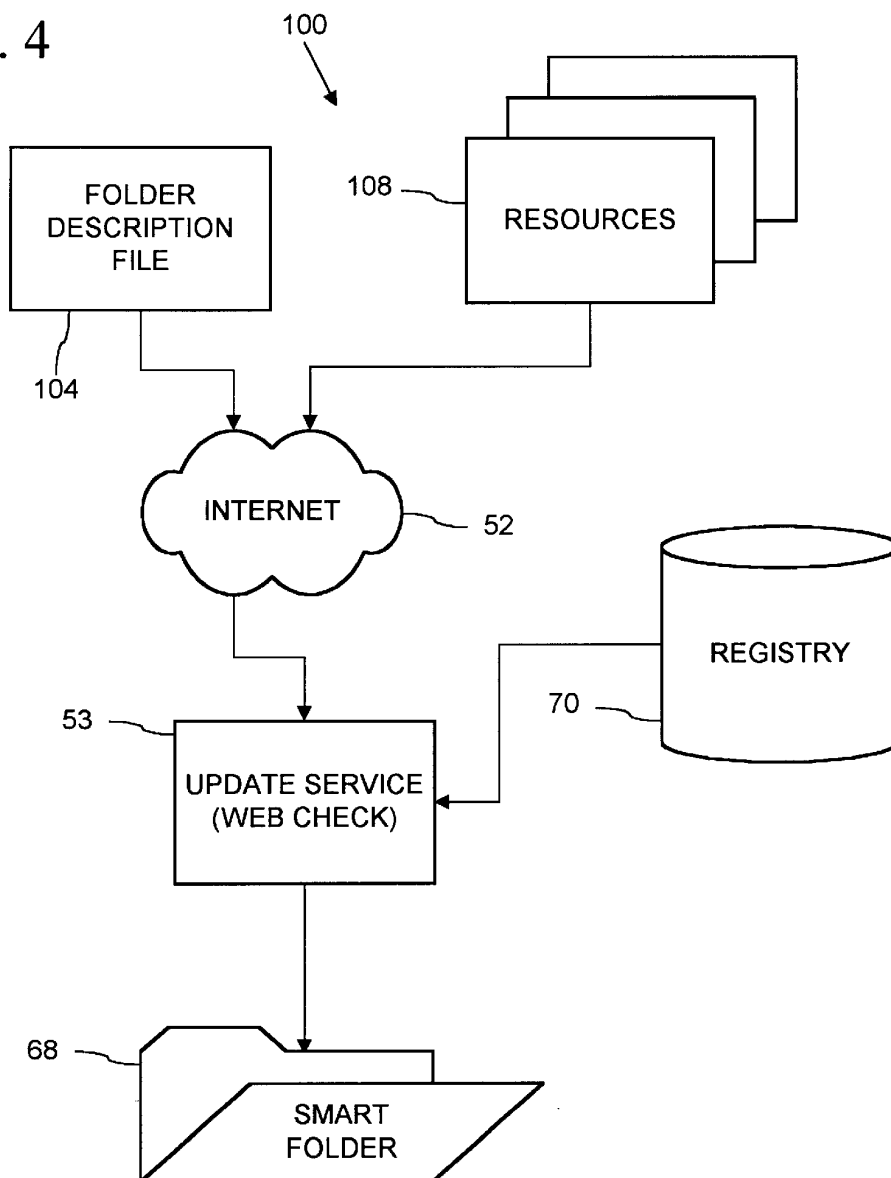 . 4
100
FOLDER
DESCRIPTION
FILE
108
RESOURCES
104
INTERNET
52
REGISTRY
70
53
UPDATE SERVICE
(WEB CHECK)
68
SMART
FOLDER